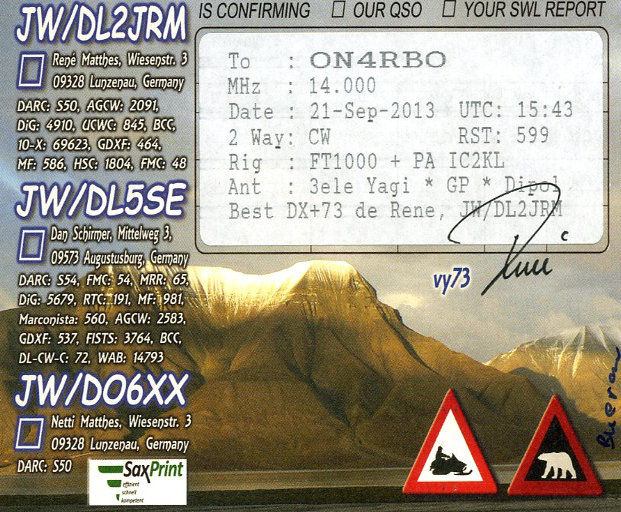 JW/DL2JRM
René Matthes, Wiesenstr. 3
09328 Lunzenau, Germany
DARC: S50, AGCW: 2091,
DiG: 4910, UCWC: 845, BCC,
10-X: 69623, GDXF: 464,
MF: 586, HSC: 1804, FMC: 48
JW/DL5SE
Dan Schirmer, Mittelweg 3,
09573 Augustusburg, Germany
DARC: S54, FMC: 54, MRR: 65,
DiG: 5679, RTC: 191, MF: 981,
Marconista: 560, AGCW: 2583,
GDXF: 537, FISTS: 3764, BCC,
DL-CW-C: 72, WAB: 14793
JW/DO6XX
Netti Matthes, Wiesenstr. 3
09328 Lunzenau, Germany
DARC: S50
SaxPrint
effizient
schnell
kompetent
IS CONFIRMING OUR QSO YOUR SWL REPORT
To : ON4RBO
MHz : 14.000
Date : 21-Sep-2013 UTC: 15:43
2 Way: CW RST: 599
Rig : FT1000 + PA IC2KL
Ant : 3ele Yagi * GP * Dipol
Best DX+73 de Rene, JW/DL2JRM
vy73